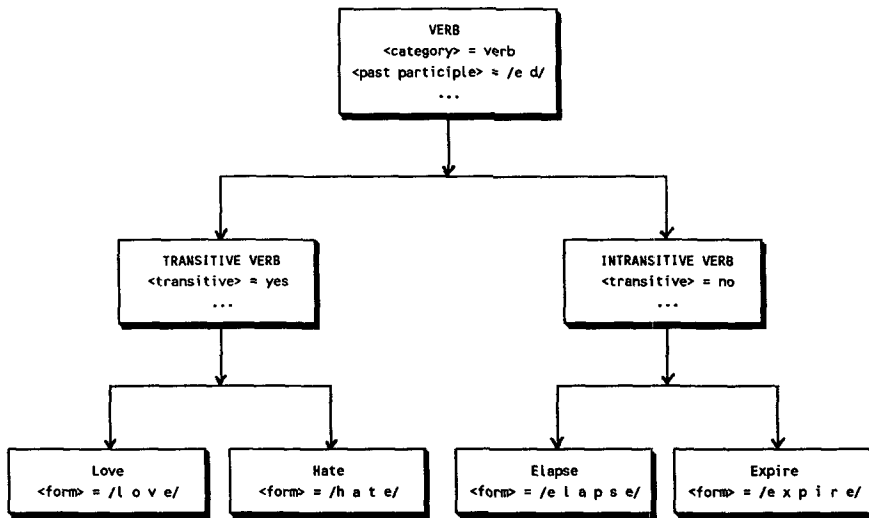 VERB
<category> = verb
<past participle> = /e d/
...
TRANSITIVE VERB
<transitive> = yes
...
INTRANSITIVE VERB
<transitive> = no
...
Love
<form> = /l o v e/
Hate
<form> = /h a t e/
Elapse
<form> = /e l a p s e/
Expire
<form> = /e x p i r e/